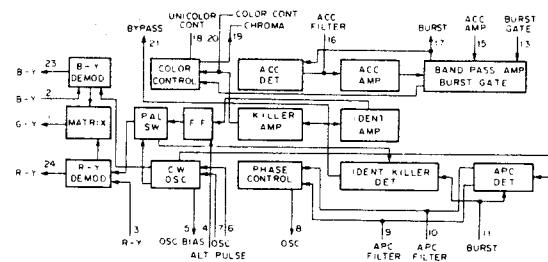 BYPASS
21
UNICOLOR
CONT
18
20
COLOR CONT
CHROMA
19
ACC
FILTER
16
BURST
17
ACC
AMP
15
BURST
GATE
13
23
B-Y
B-Y
DEMOD
COLOR
CONTROL
ACC
DET
ACC
AMP
BAND PASS AMP
BURST GATE
2
B-Y
1
G-Y
MATRIX
PAL
SW
F F
KILLER
AMP
IDENT
AMP
24
R-Y
R-Y
DEMOD
CW
OSC
PHASE
CONTROL
IDENT KILLER
DET
APC
DET
3
R-Y
5
4
7
6
OSC BIAS
OSC
ALT PULSE
8
OSC
9
APC
FILTER
10
APC
FILTER
11
BURST